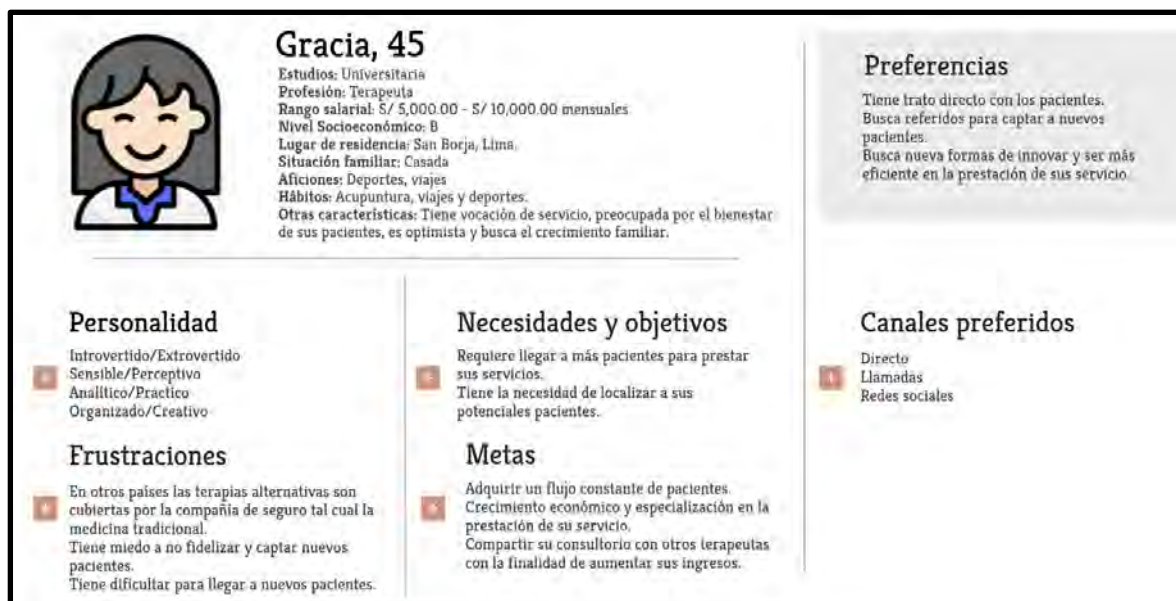 Gracia, 45
Estudios: Universitaria
Profesión: Terapeuta
Rango salarial: S/ 5,000.00 - S/ 10,000.00 mensuales
Nivel Socioeconómico: B
Lugar de residencia: San Borja, Lima.
Situación familiar: Casada
Aficiones: Deportes, viajes
Hábitos: Acupuntura, viajes y deportes.
Otras características: Tiene vocación de servicio, preocupada por el bienestar
de sus pacientes, es optimista y busca el crecimiento familiar.
Preferencias
Tiene trato directo con los pacientes.
Busca referidos para captar a nuevos
pacientes.
Busca nueva formas de innovar y ser más
eficiente en la prestación de sus servicio.
Personalidad
Introvertido/Extrovertido
Sensible/Perceptivo
Analítico/Practico
Organizado/Creativo
Necesidades y objetivos
Requiere llegar a más pacientes para prestar
sus servicios.
Tiene la necesidad de localizar a sus
potenciales pacientes.
Canales preferidos
Directo
Llamadas
Redes sociales
Frustraciones
En otros países las terapias alternativas son
cubiertas por la compañía de seguro tal cual la
medicina tradicional.
Tiene miedo a no fidelizar y captar nuevos
pacientes.
Tiene dificultar para llegar a nuevos pacientes.
Metas
Adquirir un flujo constante de pacientes.
Crecimiento económico y especialización en la
prestación de su servicio.
Compartir su consultorio con otros terapeutas
con la finalidad de aumentar sus ingresos.